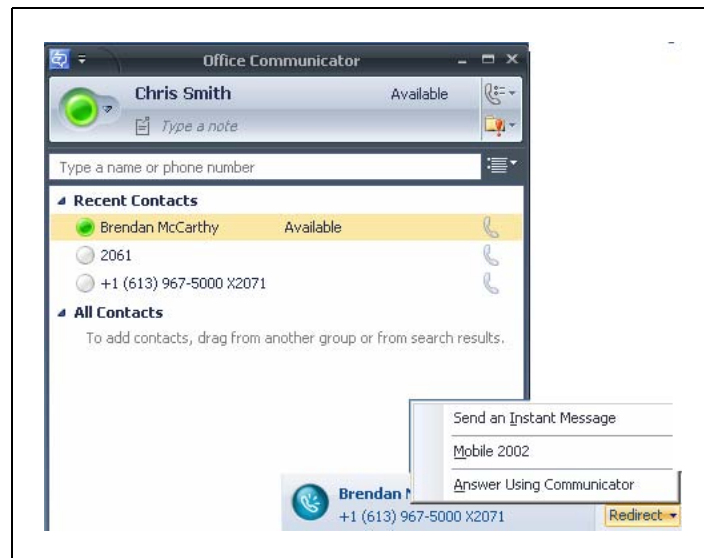 Office Communicator
Chris Smith Available
Type a note
Type a name or phone number
Recent Contacts
Brendan McCarthy Available
2061
+1 (613) 967-5000 X2071
All Contacts
To add contacts, drag from another group or from search results.
Send an Instant Message
Mobile 2002
Answer Using Communicator
Brendan
+1 (613) 967-5000 X2071
Redirect